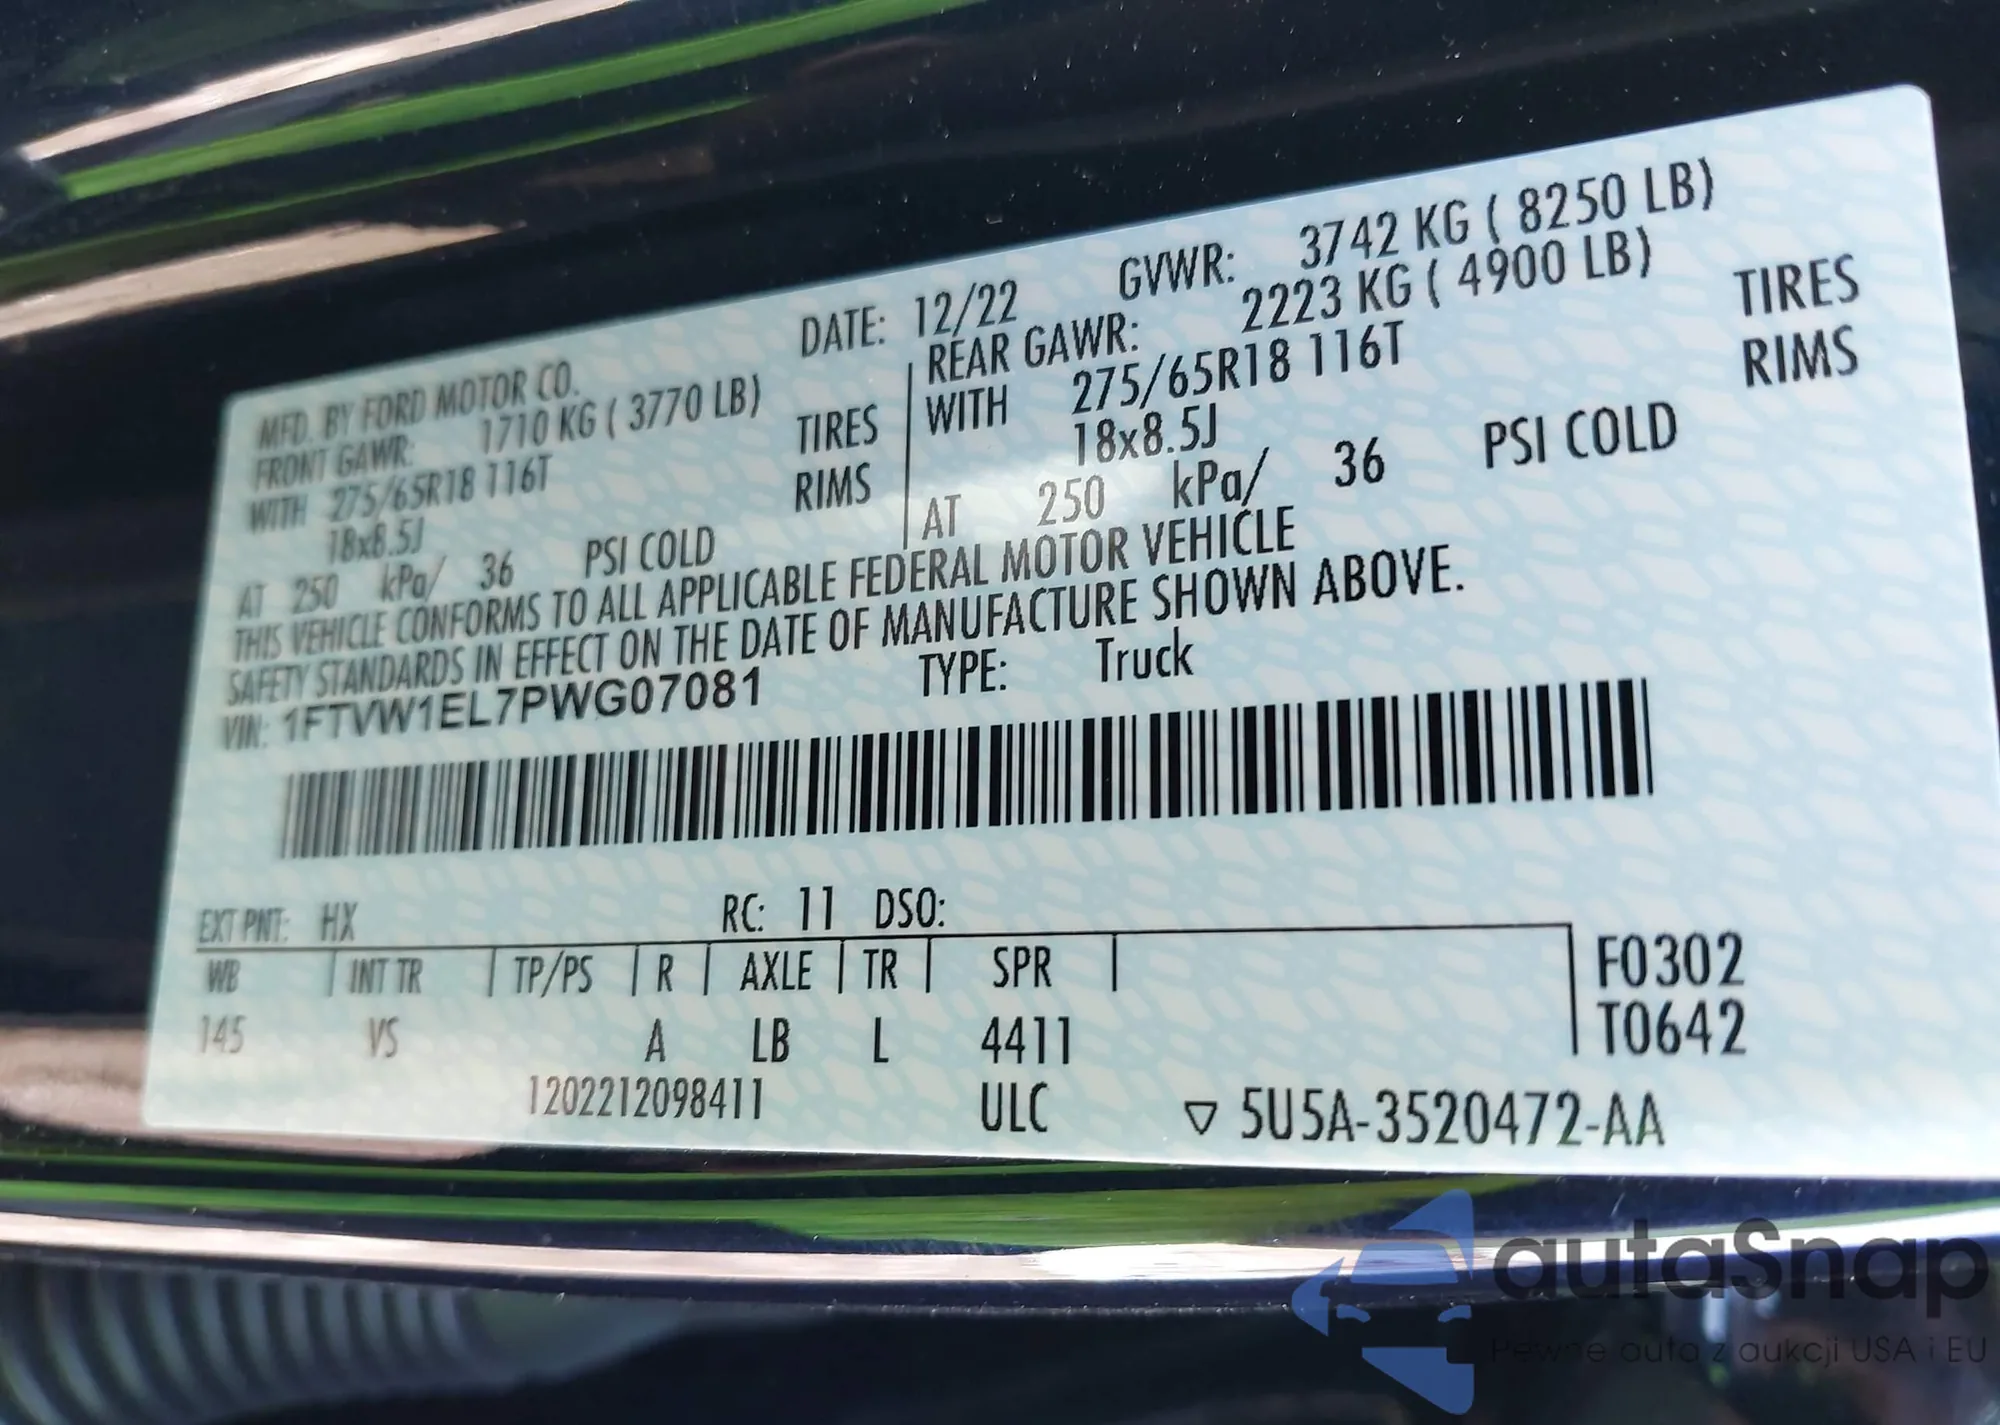 MFD. BY FORD MOTOR CO. DATE: 12/22 GVWR: 3742 KG ( 8250 LB)
FRONT GAWR: 1710 KG ( 3770 LB) REAR GAWR: 2223 KG ( 4900 LB)
WITH 275/65R18 116T TIRES WITH 275/65R18 116T TIRES
18x8.5J RIMS 18x8.5J RIMS
AT 250 kPa/ 36 PSI COLD AT 250 kPa/ 36 PSI COLD
THIS VEHICLE CONFORMS TO ALL APPLICABLE FEDERAL MOTOR VEHICLE
SAFETY STANDARDS IN EFFECT ON THE DATE OF MANUFACTURE SHOWN ABOVE.
VIN: 1FTVW1EL7PWG07081 TYPE: Truck
EXT PNT: HX RC: 11 DSO:
WB INT TR TP/PS R AXLE TR SPR F0302
145 VS A LB L 4411 T0642
1202212098411 ULC ▽ 5U5A-3520472-AA
autaSnap
Pewne auta z aukcji USA i EU